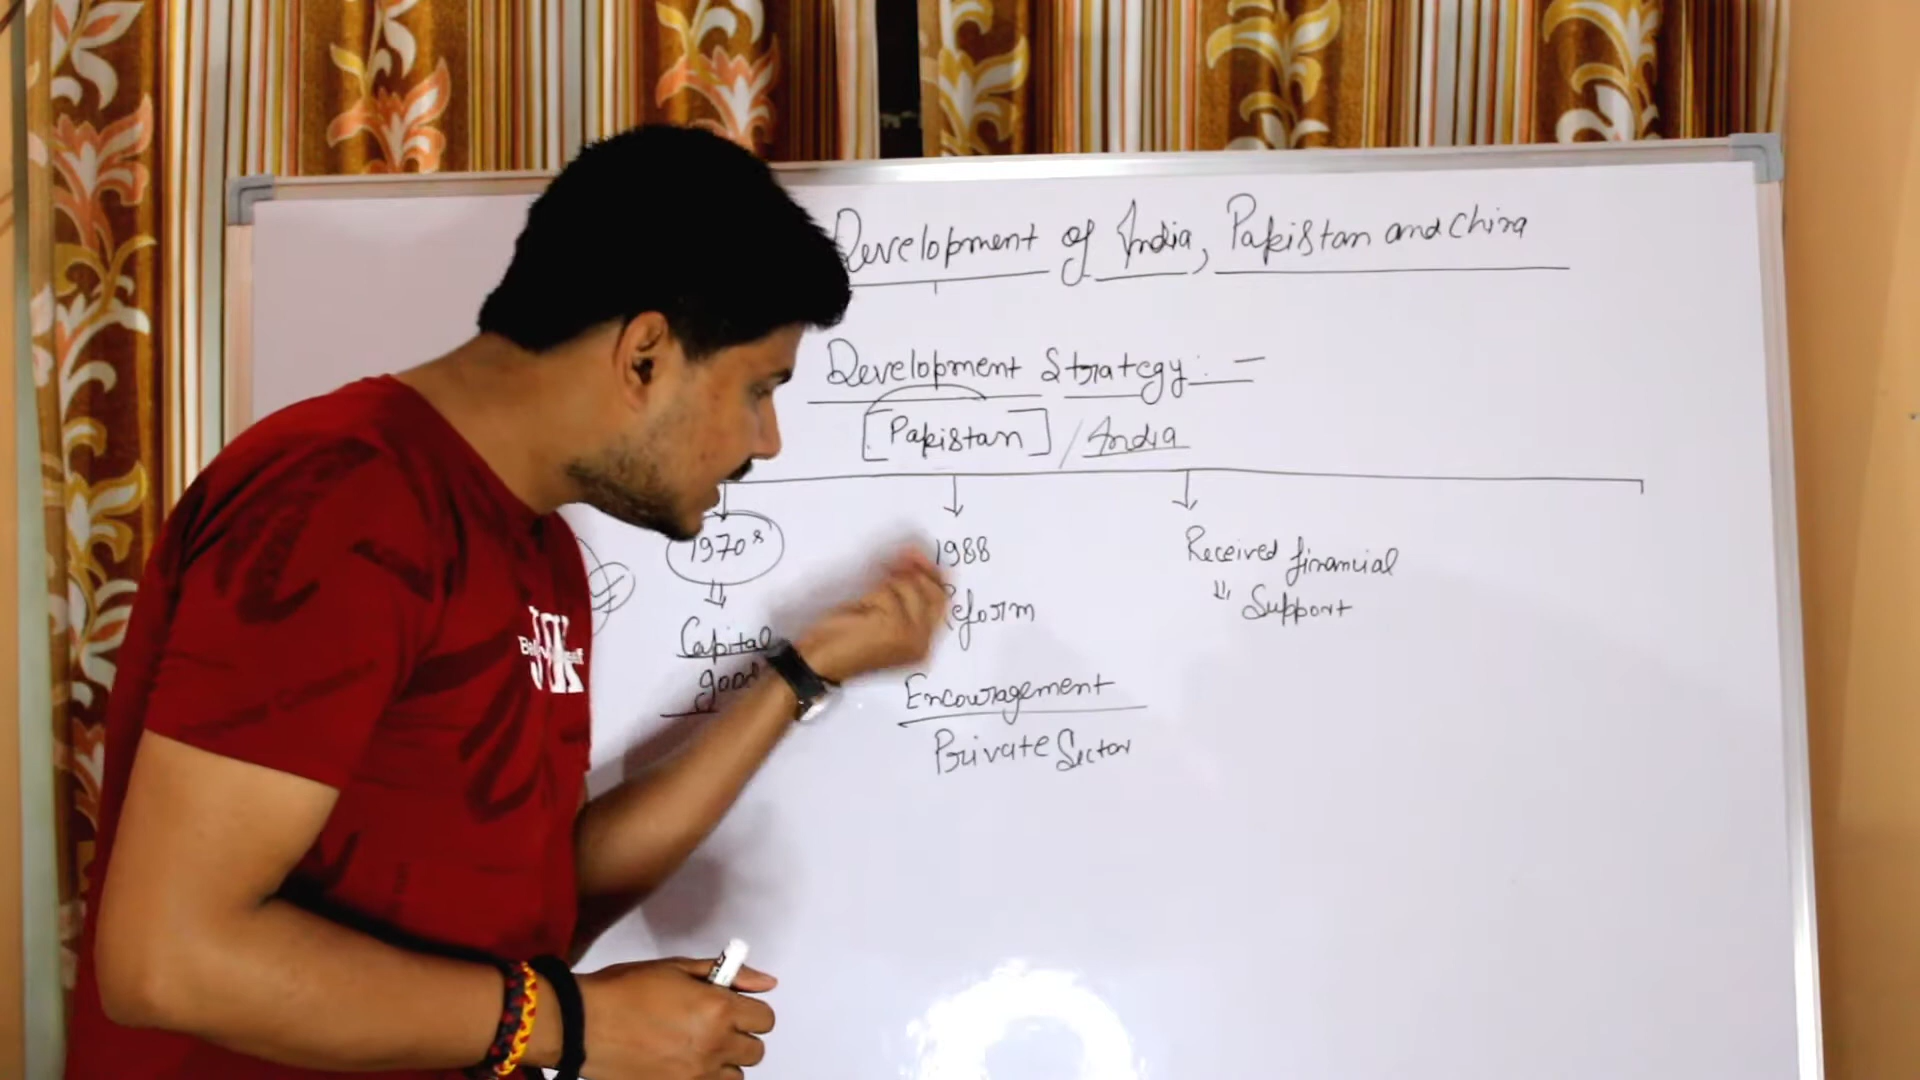 Development of India, Pakistan and China
Development Strategy : -
[Pakistan] / India
1970s
Capital
good
1988
Reform
Encouragement
Private Sector
Received financial
Support